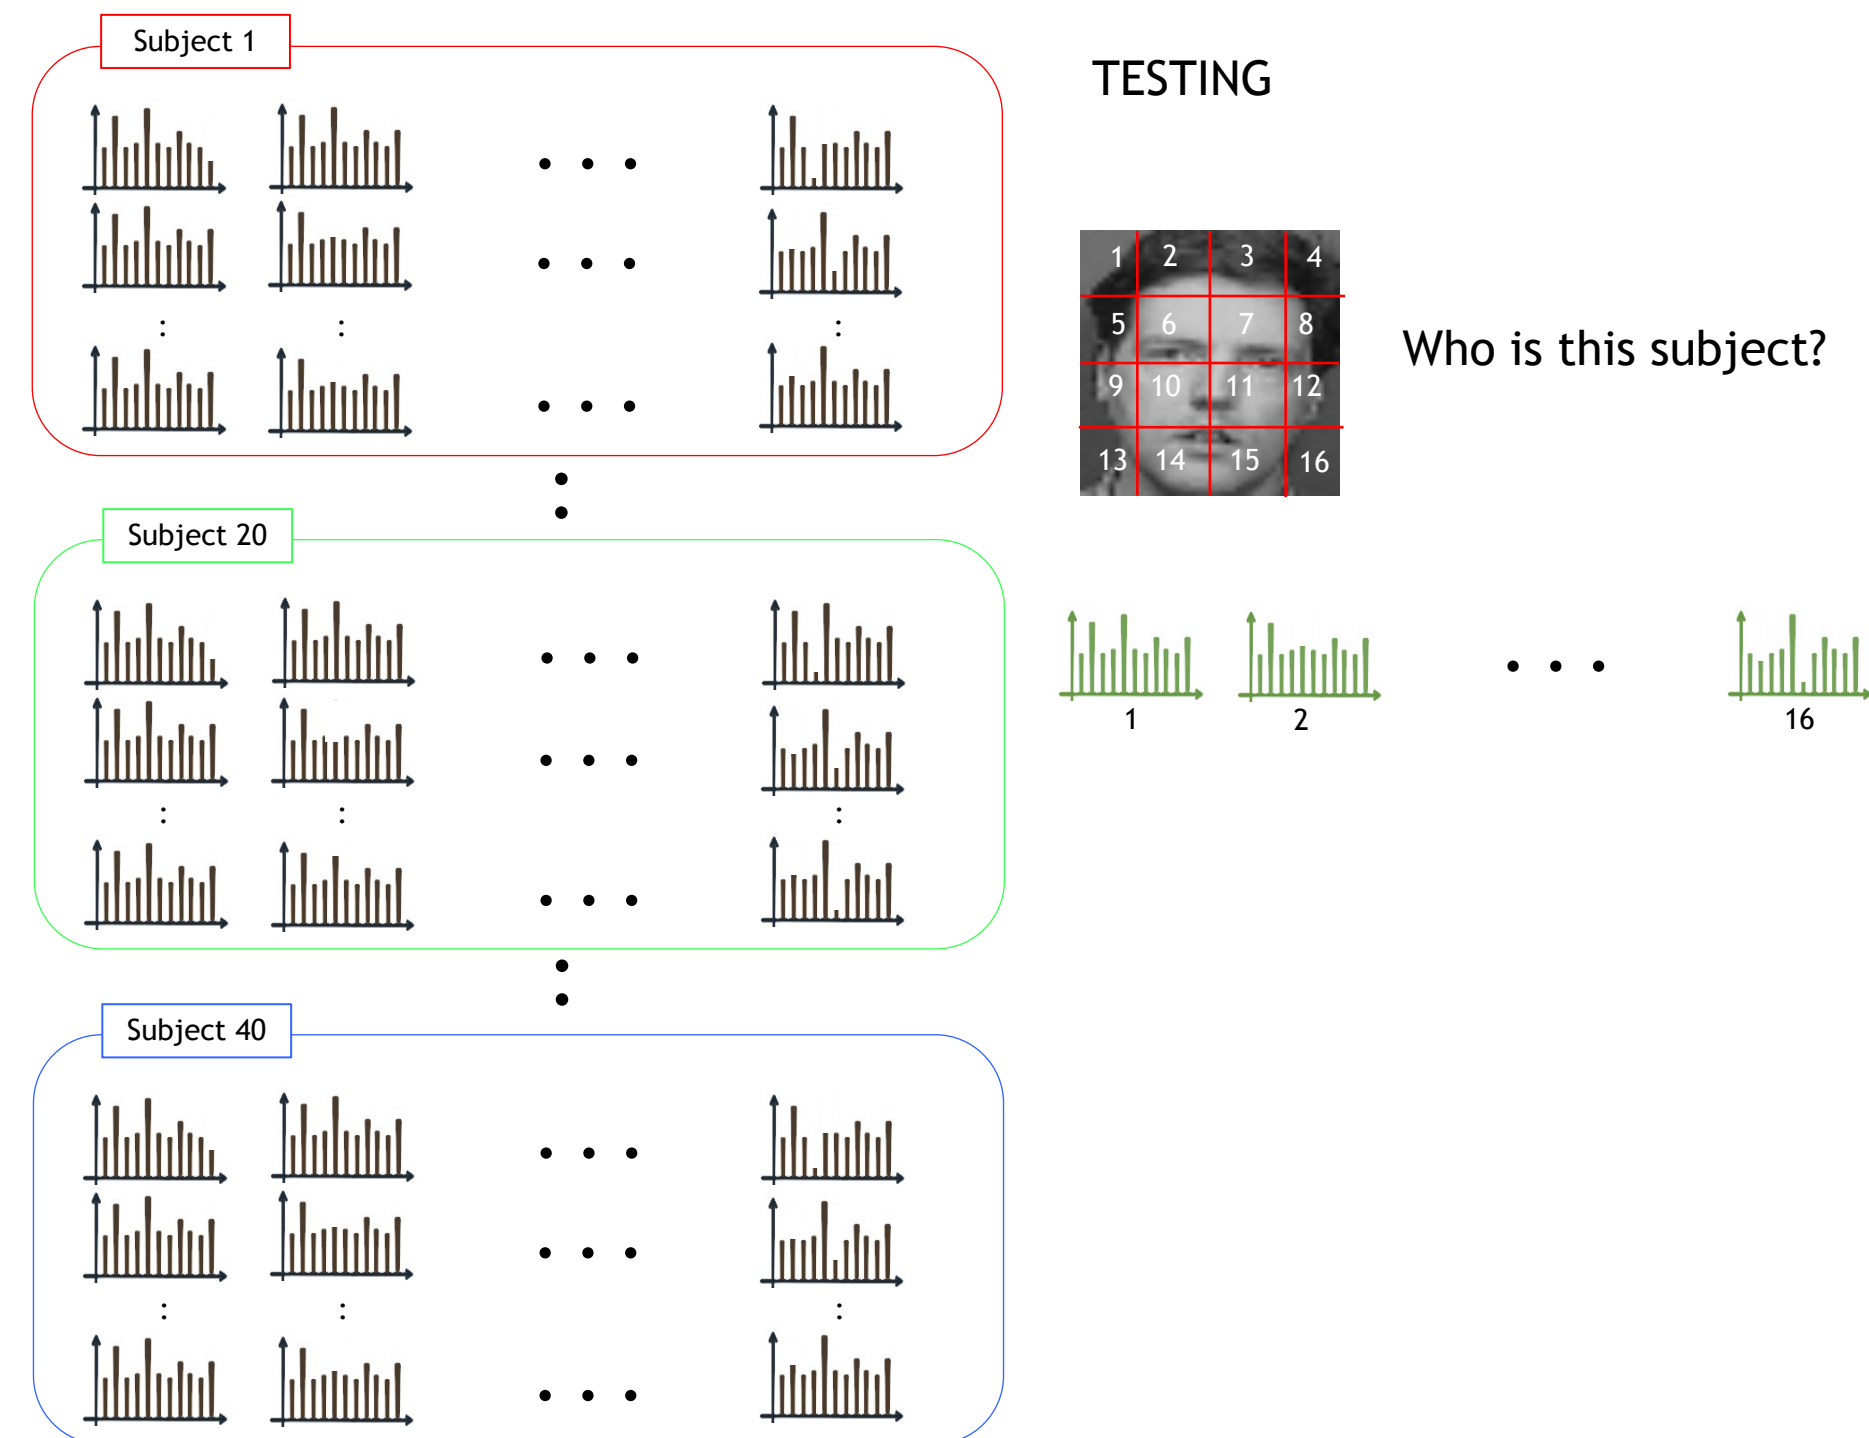 Subject 1
TESTING
1 2 3 4
5 6 7 8
9 10 11 12
13 14 15 16
Who is this subject?
Subject 20
1 2 16
Subject 40